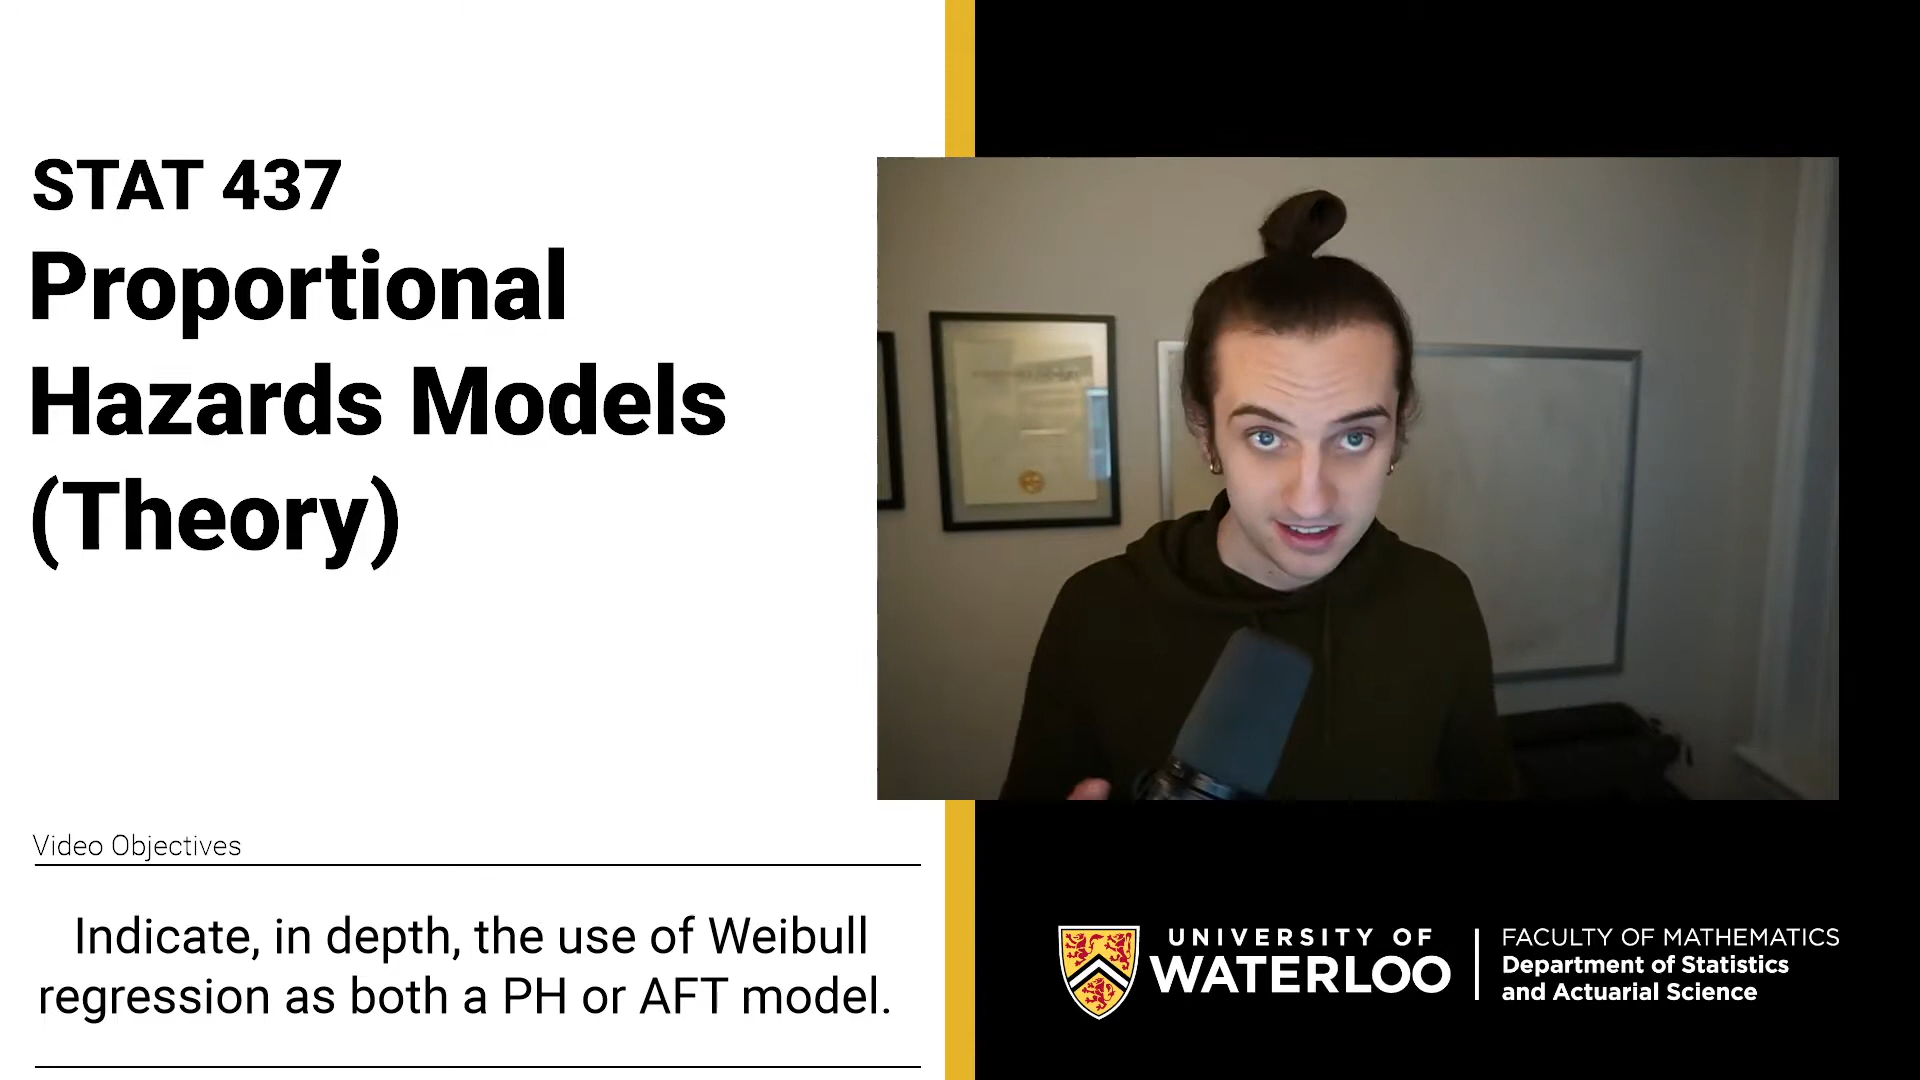 STAT 437
Proportional
Hazards Models
(Theory)
Video Objectives
Indicate, in depth, the use of Weibull
regression as both a PH or AFT model.
UNIVERSITY OF
WATERLOO
FACULTY OF MATHEMATICS
Department of Statistics
and Actuarial Science